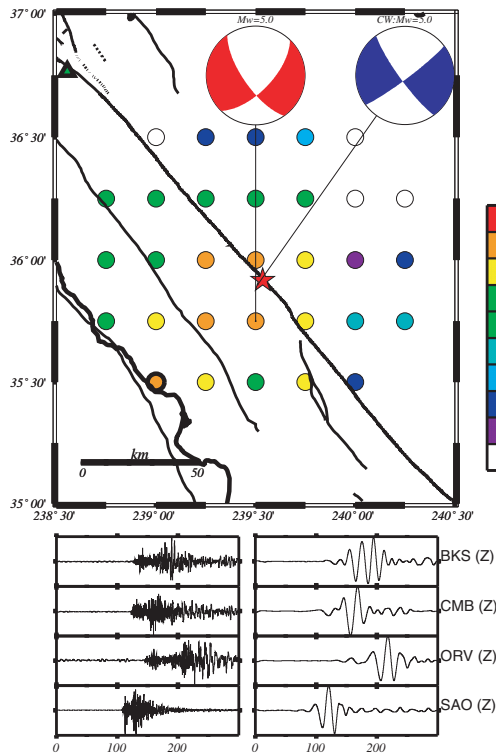 37° 00'
Mw=5.0
CW:Mw=5.0
36° 30'
36° 00'
35° 30'
km
0 50
35° 00'
238° 30' 239° 00' 239° 30' 240° 00' 240° 30'
BKS (Z)
CMB (Z)
ORV (Z)
SAO (Z)
0 100 200 0 100 200